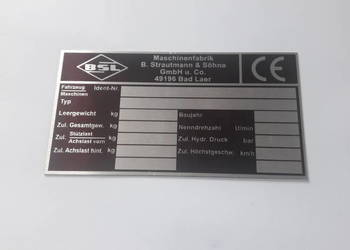 BSL
Maschinenfabrik
B. Strautmann & Söhne
GmbH u. Co.
49196 Bad Laer
CE
Fahrzeug Maschinen Ident-Nr.
Typ
Leergewicht kg Baujahr
Zul. Gesamtgew. kg Nenndrehzahl U/min
Zul. Stützlast Achslast vorn kg Zul. Hydr. Druck bar
Zul. Achslast hint. kg Zul. Höchstgeschw. km/h